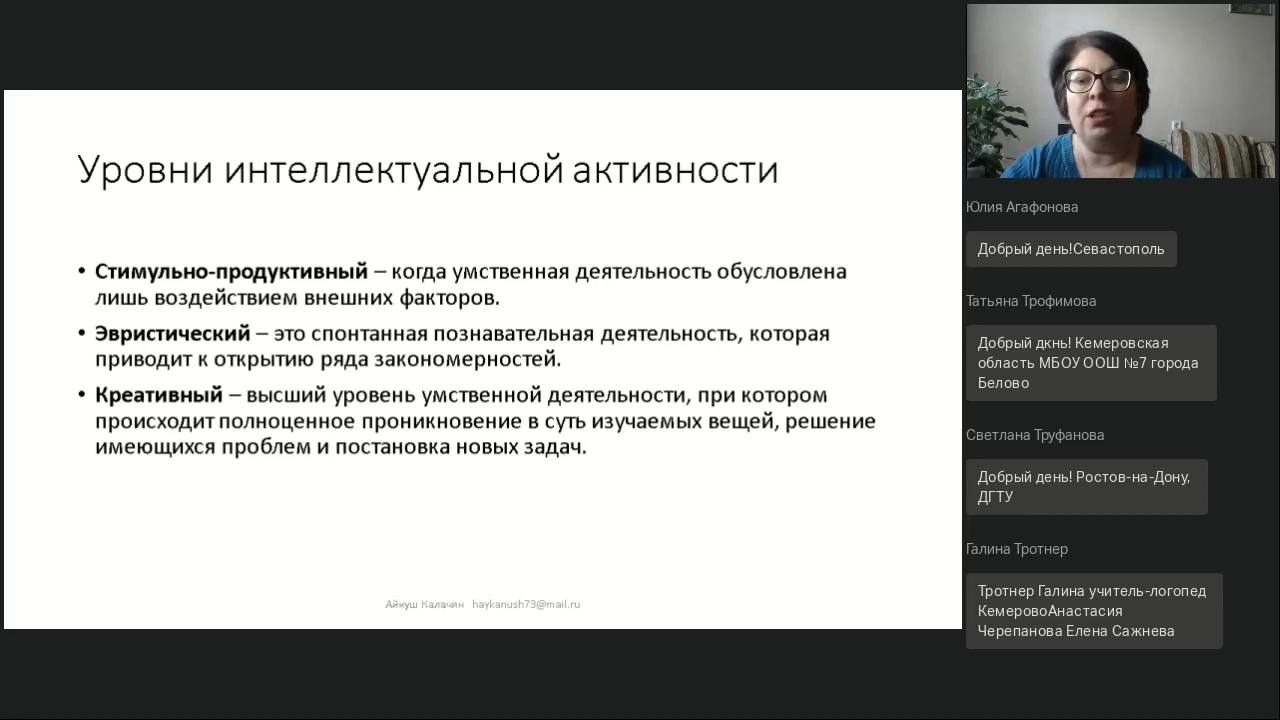 Уровни интеллектуальной активности
• Стимульно-продуктивный – когда умственная деятельность обусловлена
лишь воздействием внешних факторов.
• Эвристический – это спонтанная познавательная деятельность, которая
приводит к открытию ряда закономерностей.
• Креативный – высший уровень умственной деятельности, при котором
происходит полноценное проникновение в суть изучаемых вещей, решение
имеющихся проблем и постановка новых задач.
Айкуш Калачян haykanush73@mail.ru
Юлия Агафонова
Добрый день!Севастополь
Татьяна Трофимова
Добрый дкнь! Кемеровская
область МБОУ ООШ №7 города
Белово
Светлана Труфанова
Добрый день! Ростов-на-Дону,
ДГТУ
Галина Тротнер
Тротнер Галина учитель-логопед
КемеровоАнастасия
Черепанова Елена Сажнева